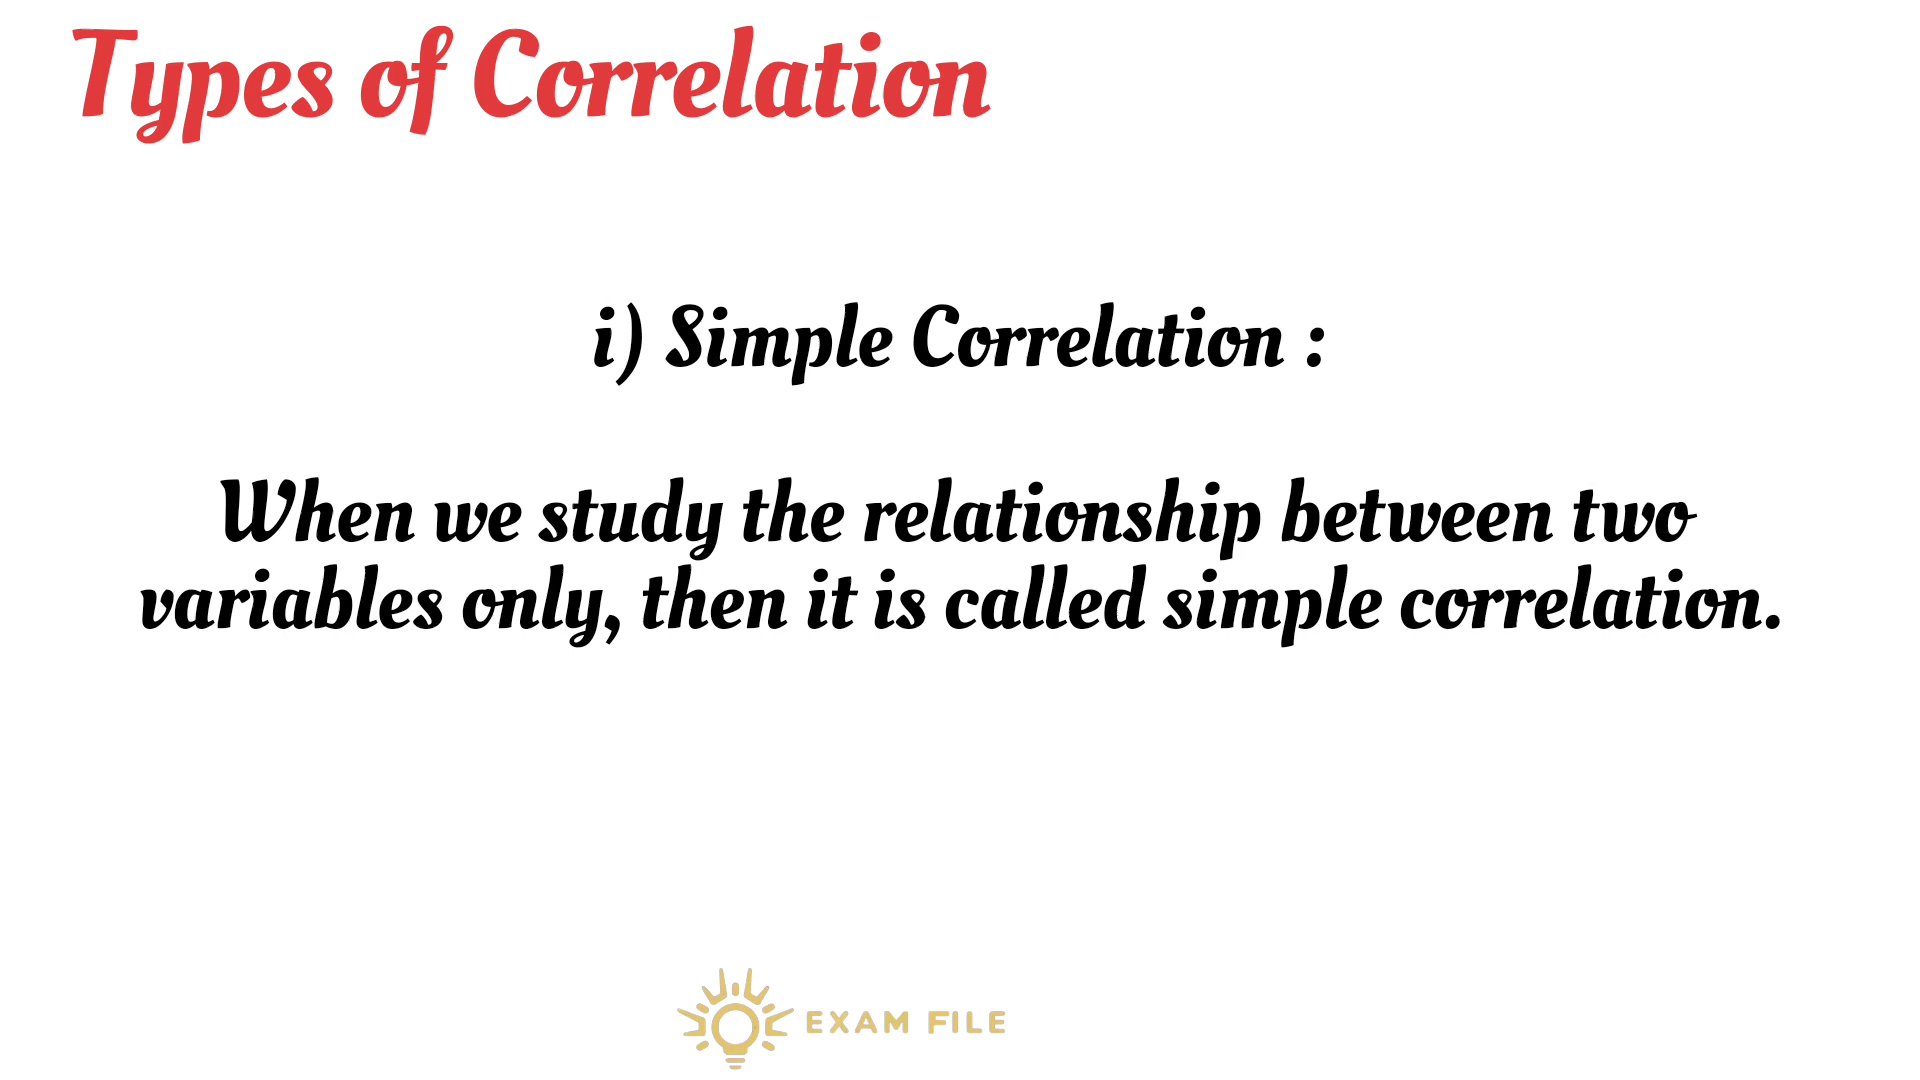 Types of Correlation
i) Simple Correlation :
When we study the relationship between two
variables only, then it is called simple correlation.
EXAM FILE